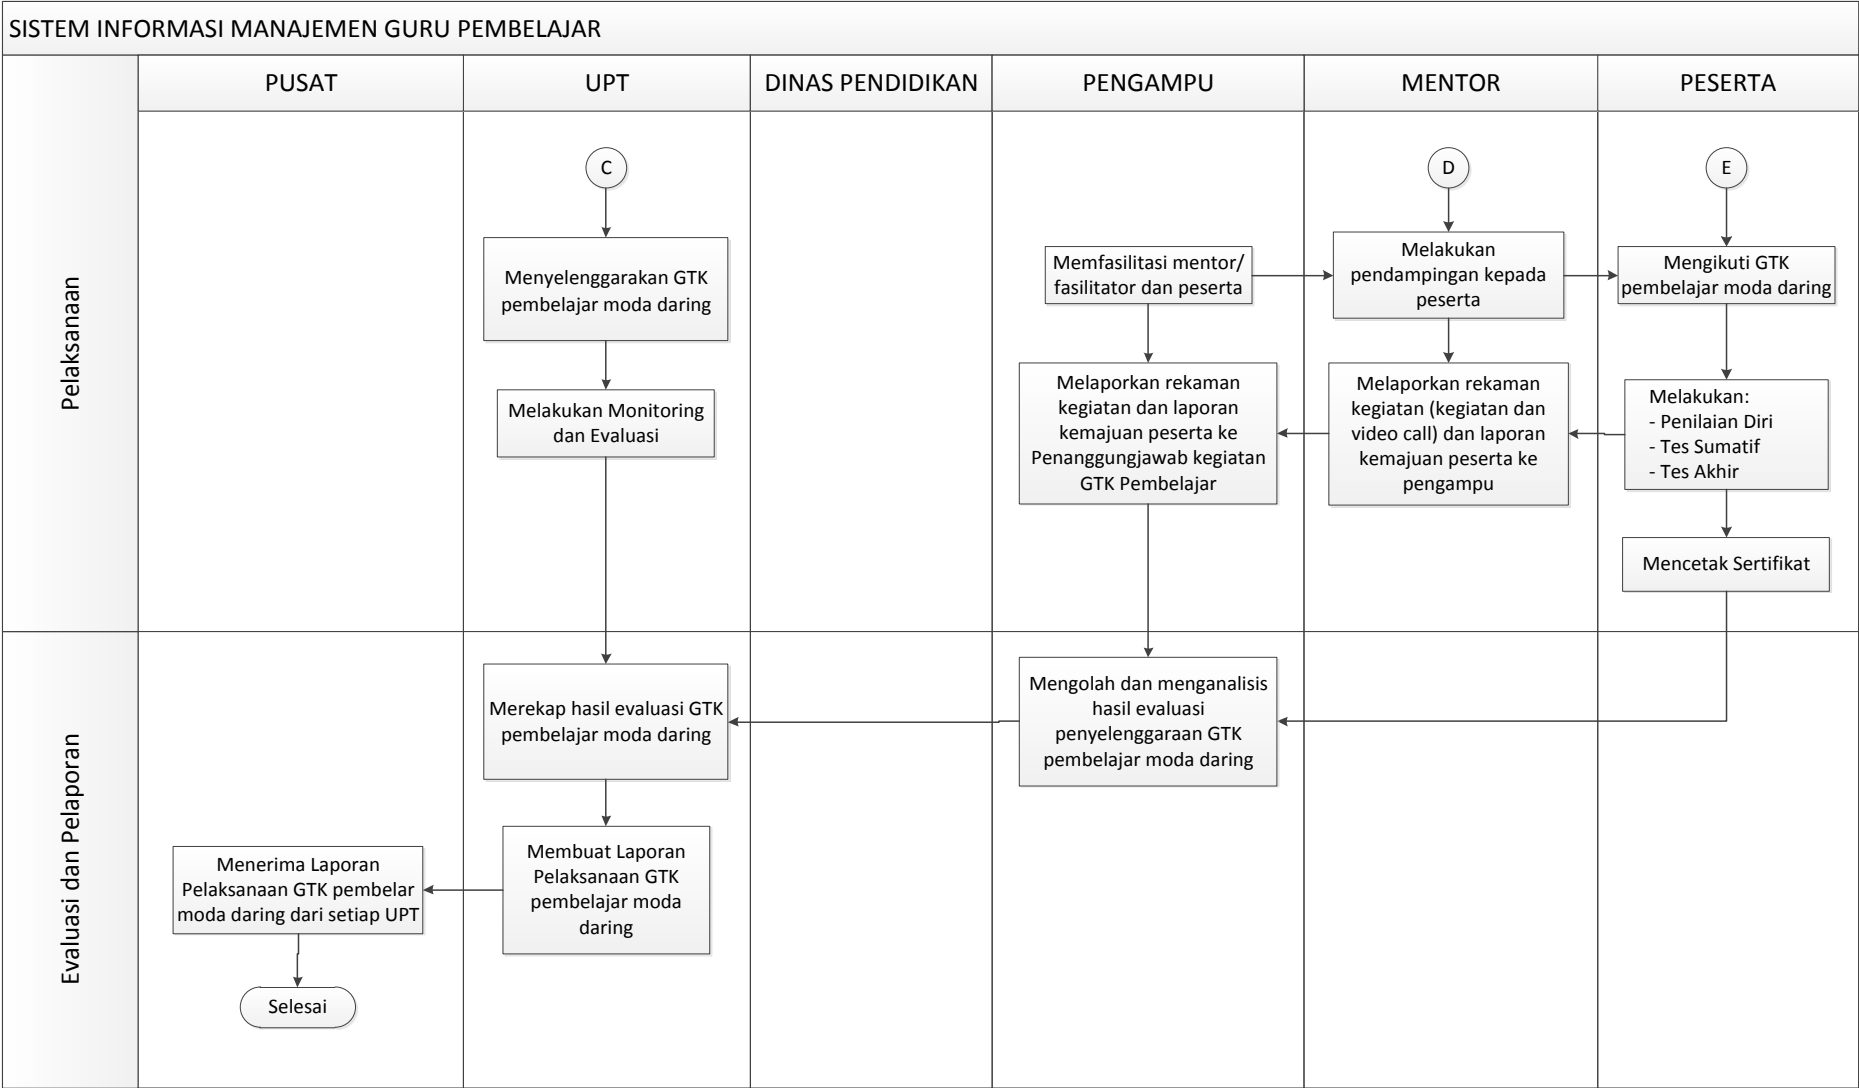 SISTEM INFORMASI MANAJEMEN GURU PEMBELAJAR
PUSAT
UPT
DINAS PENDIDIKAN
PENGAMPU
MENTOR
PESERTA
Pelaksanaan
C
D
E
Menyelenggarakan GTK
pembelajar moda daring
Memfasilitasi mentor/
fasilitator dan peserta
Melakukan
pendampingan kepada
peserta
Mengikuti GTK
pembelajar moda daring
Melakukan Monitoring
dan Evaluasi
Melaporkan rekaman
kegiatan dan laporan
kemajuan peserta ke
Penanggungjawab kegiatan
GTK Pembelajar
Melaporkan rekaman
kegiatan (kegiatan dan
video call) dan laporan
kemajuan peserta ke
pengampu
Melakukan:
- Penilaian Diri
- Tes Sumatif
- Tes Akhir
Mencetak Sertifikat
Evaluasi dan Pelaporan
Merekap hasil evaluasi GTK
pembelajar moda daring
Mengolah dan menganalisis
hasil evaluasi
penyelenggaraan GTK
pembelajar moda daring
Menerima Laporan
Pelaksanaan GTK pembelar
moda daring dari setiap UPT
Membuat Laporan
Pelaksanaan GTK
pembelajar moda
daring
Selesai